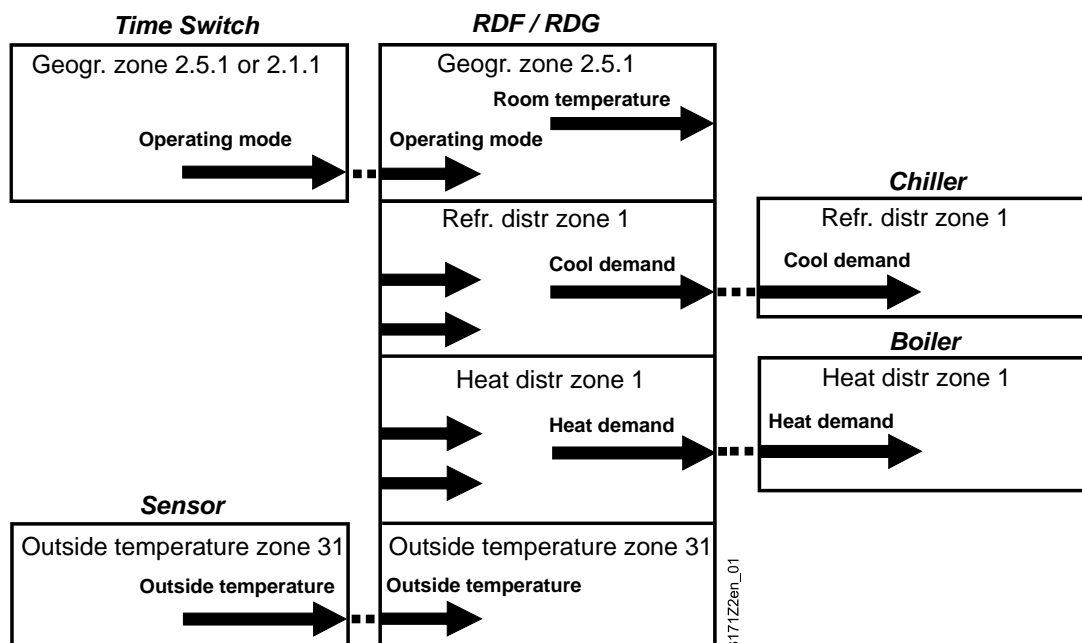 Time Switch
RDF / RDG
Geogr. zone 2.5.1 or 2.1.1
Operating mode
Geogr. zone 2.5.1
Room temperature
Operating mode
Refr. distr zone 1
Cool demand
Chiller
Refr. distr zone 1
Cool demand
Heat distr zone 1
Heat demand
Boiler
Heat distr zone 1
Heat demand
Sensor
Outside temperature zone 31
Outside temperature
Outside temperature zone 31
Outside temperature
171Z2en_01